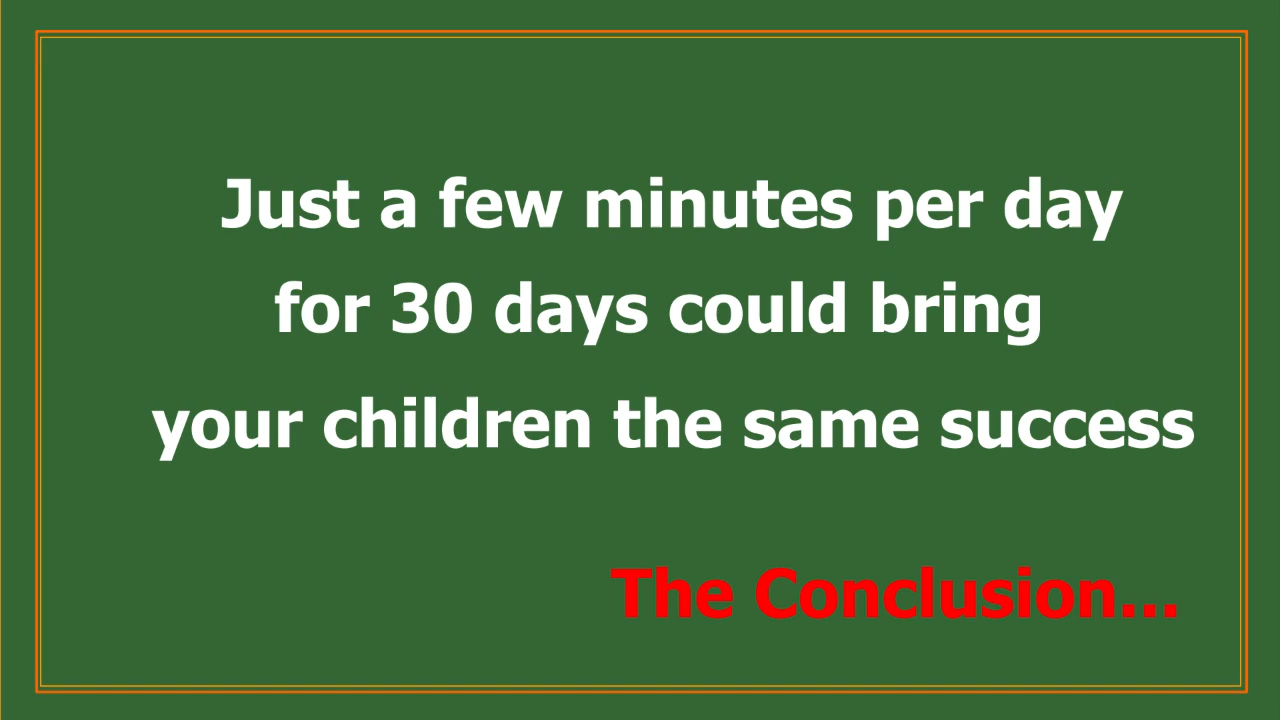 Just a few minutes per day
for 30 days could bring
your children the same success
The Conclusion...